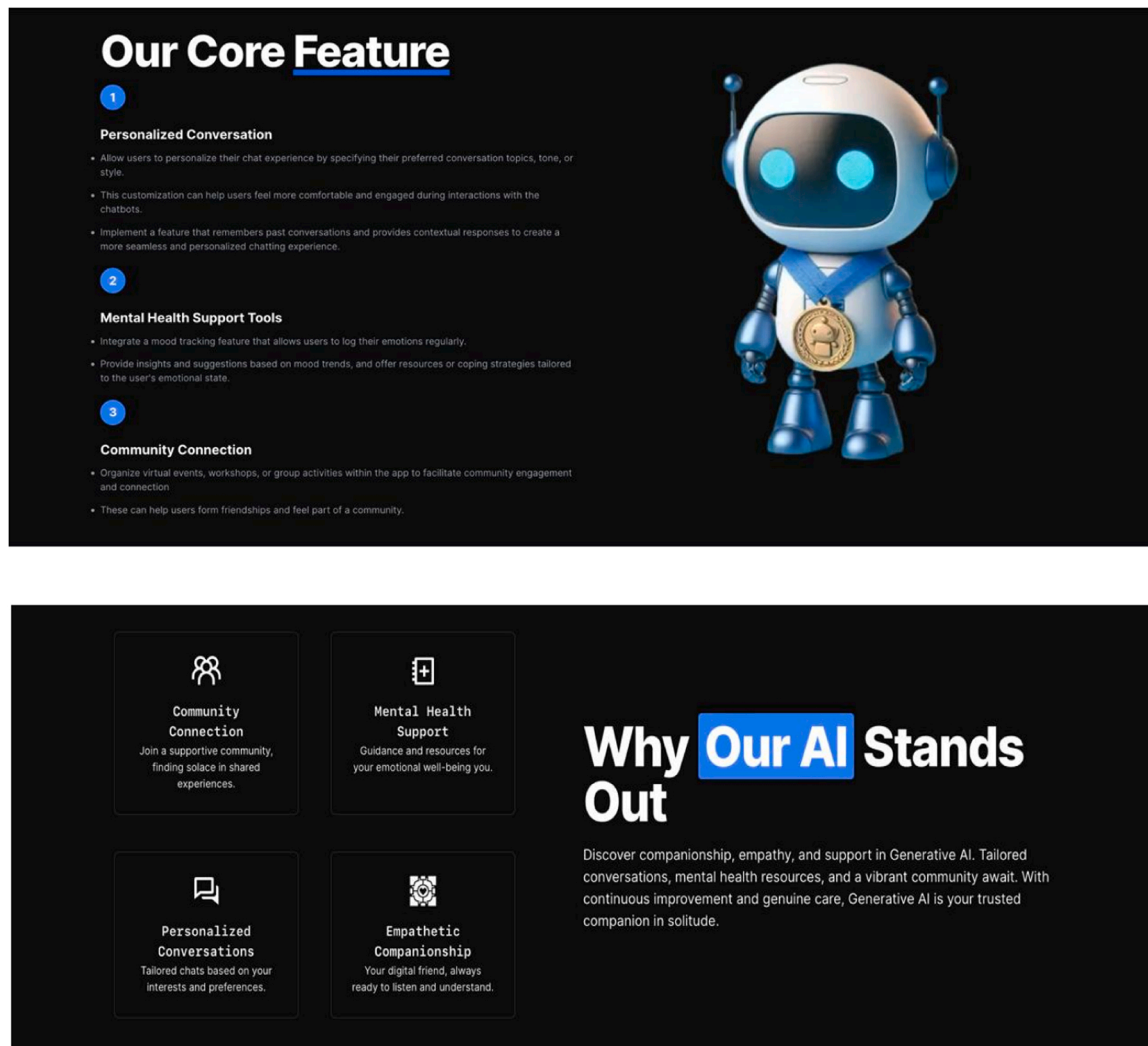 Our Core Feature
1
Personalized Conversation
• Allow users to personalize their chat experience by specifying their preferred conversation topics, tone, or
style.
• This customization can help users feel more comfortable and engaged during interactions with the
chatbots.
• Implement a feature that remembers past conversations and provides contextual responses to create a
more seamless and personalized chatting experience.
2
Mental Health Support Tools
• Integrate a mood tracking feature that allows users to log their emotions regularly.
• Provide insights and suggestions based on mood trends, and offer resources or coping strategies tailored
to the user's emotional state.
3
Community Connection
• Organize virtual events, workshops, or group activities within the app to facilitate community engagement
and connection
• These can help users form friendships and feel part of a community.
Community
Connection
Join a supportive community,
finding solace in shared
experiences.
Mental Health
Support
Guidance and resources for
your emotional well-being you.
Personalized
Conversations
Tailored chats based on your
interests and preferences.
Empathetic
Companionship
Your digital friend, always
ready to listen and understand.
Why Our AI Stands
Out
Discover companionship, empathy, and support in Generative AI. Tailored
conversations, mental health resources, and a vibrant community await. With
continuous improvement and genuine care, Generative AI is your trusted
companion in solitude.